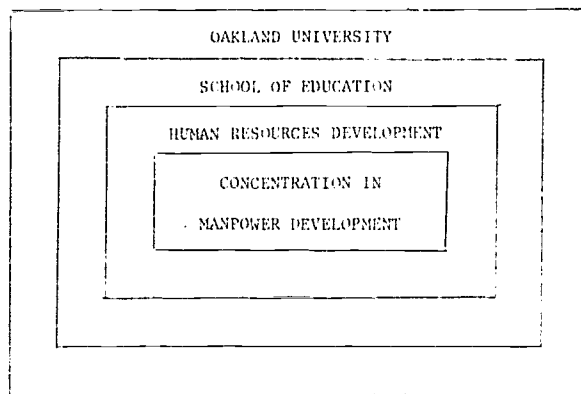 OAKLAND UNIVERSITY
SCHOOL OF EDUCATION
HUMAN RESOURCES DEVELOPMENT
CONCENTRATION IN
MANPOWER DEVELOPMENT